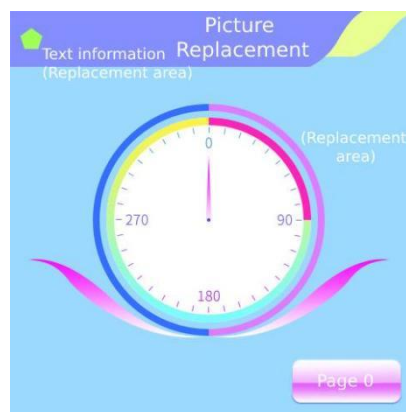 Picture
Replacement
Text information
(Replacement area)
(Replacement
area)
0
270
90
180
Page 0